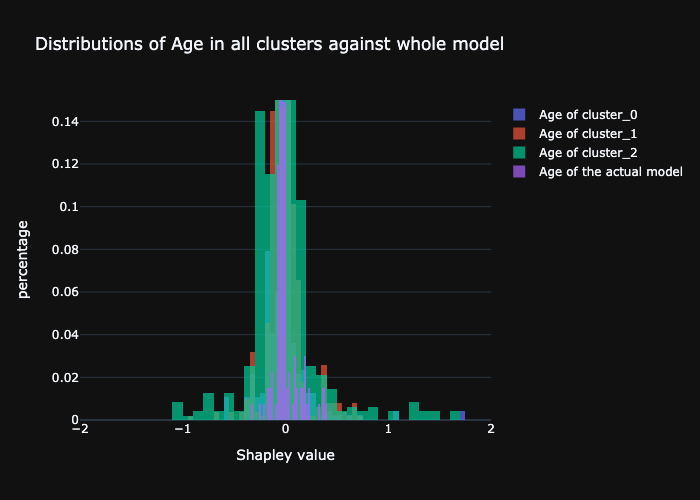 Distributions of Age in all clusters against whole model
Age of cluster_0
Age of cluster_1
Age of cluster_2
Age of the actual model
percentage
0.14
0.12
0.1
0.08
0.06
0.04
0.02
0
−2
−1
0
1
2
Shapley value